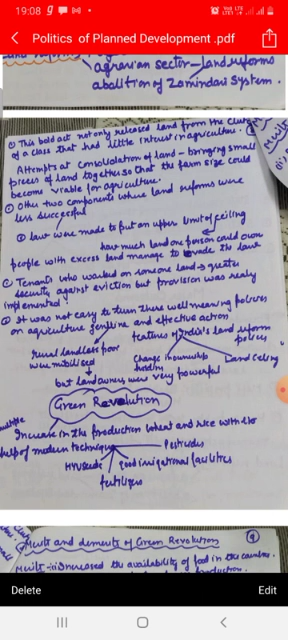 19:08
Politics of Planned Development .pdf
agrarian sector - land reforms
abolition of Zamindari System.
① This bold act not only released land from the clutches
of a class that had little intrest in agriculture.
Attempts at consolidation of land - bringing small
pieces of land together so that the farm size could
become viable for agriculture.
② Other two components where land reforms were
less successful
① law were made to put an upper limit of ceiling
how much land one person could own
people with excess land manage to evade the law
② Tenants who worked on someone land → greater
security against eviction but provision was
implemented
③ It was not easy to turn there well meaning policies
on agriculture genuine and effective action
features of India's land reform
policies
rural landless poor
were mobilised
Change in ownership
holding
Land Ceiling
but landowners were very powerful
Green Revolution
Increase in the production wheat and rice with the
help of modern technique
Pesticides
HYV seeds
good irrigational facilities
fertilizers
Merits and demerits of Green Revolution
Merits - ① Increased the availability of food in the countries.
Delete
Edit